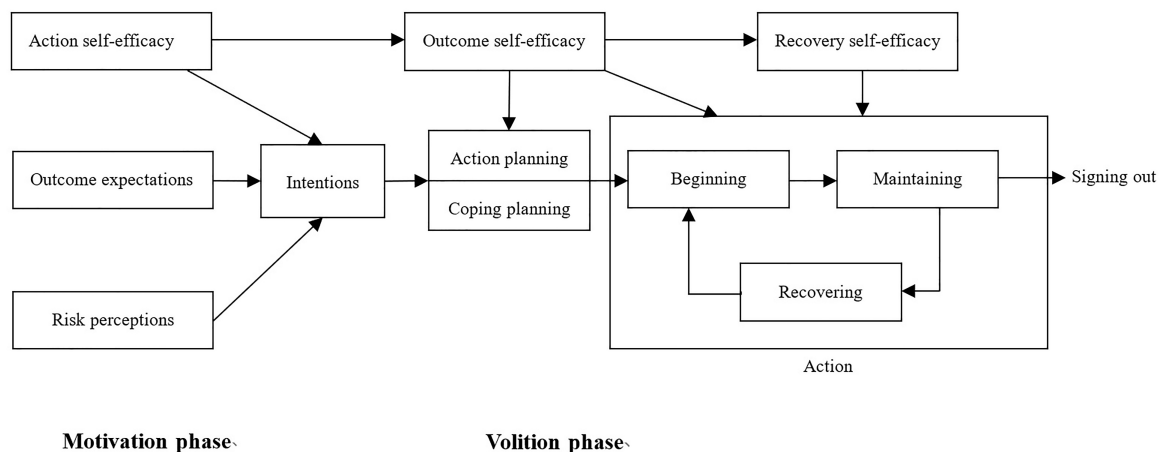 Action self-efficacy
Outcome self-efficacy
Recovery self-efficacy
Outcome expectations
Intentions
Action planning
Coping planning
Beginning
Maintaining
Signing out
Risk perceptions
Recovering
Action
Motivation phase
Volition phase